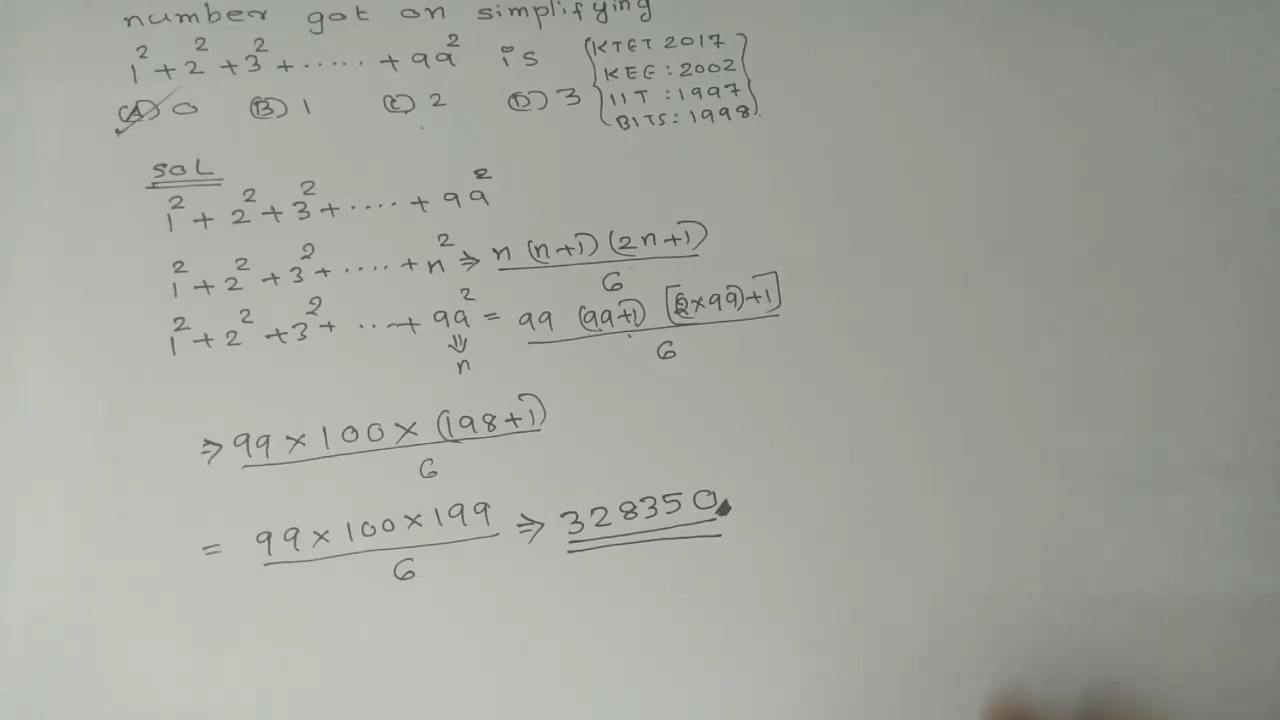 number got on simplifying
1² + 2² + 3² + ...... + 99² is
(A) 0 (B) 1 (C) 2 (D) 3
KTET 2017
KEE : 2002
IIT : 1997
BITS : 1998
SOL
1² + 2² + 3² + ..... + 99²
1² + 2² + 3² + ..... + n² ⇒ n (n+1) (2n+1) / 6
1² + 2² + 3² + ... + 99² = 99 (99+1) [(2×99)+1] / 6
⇓
n
⇒ 99 × 100 × (198+1) / 6
= 99 × 100 × 199 / 6 ⇒ 328350